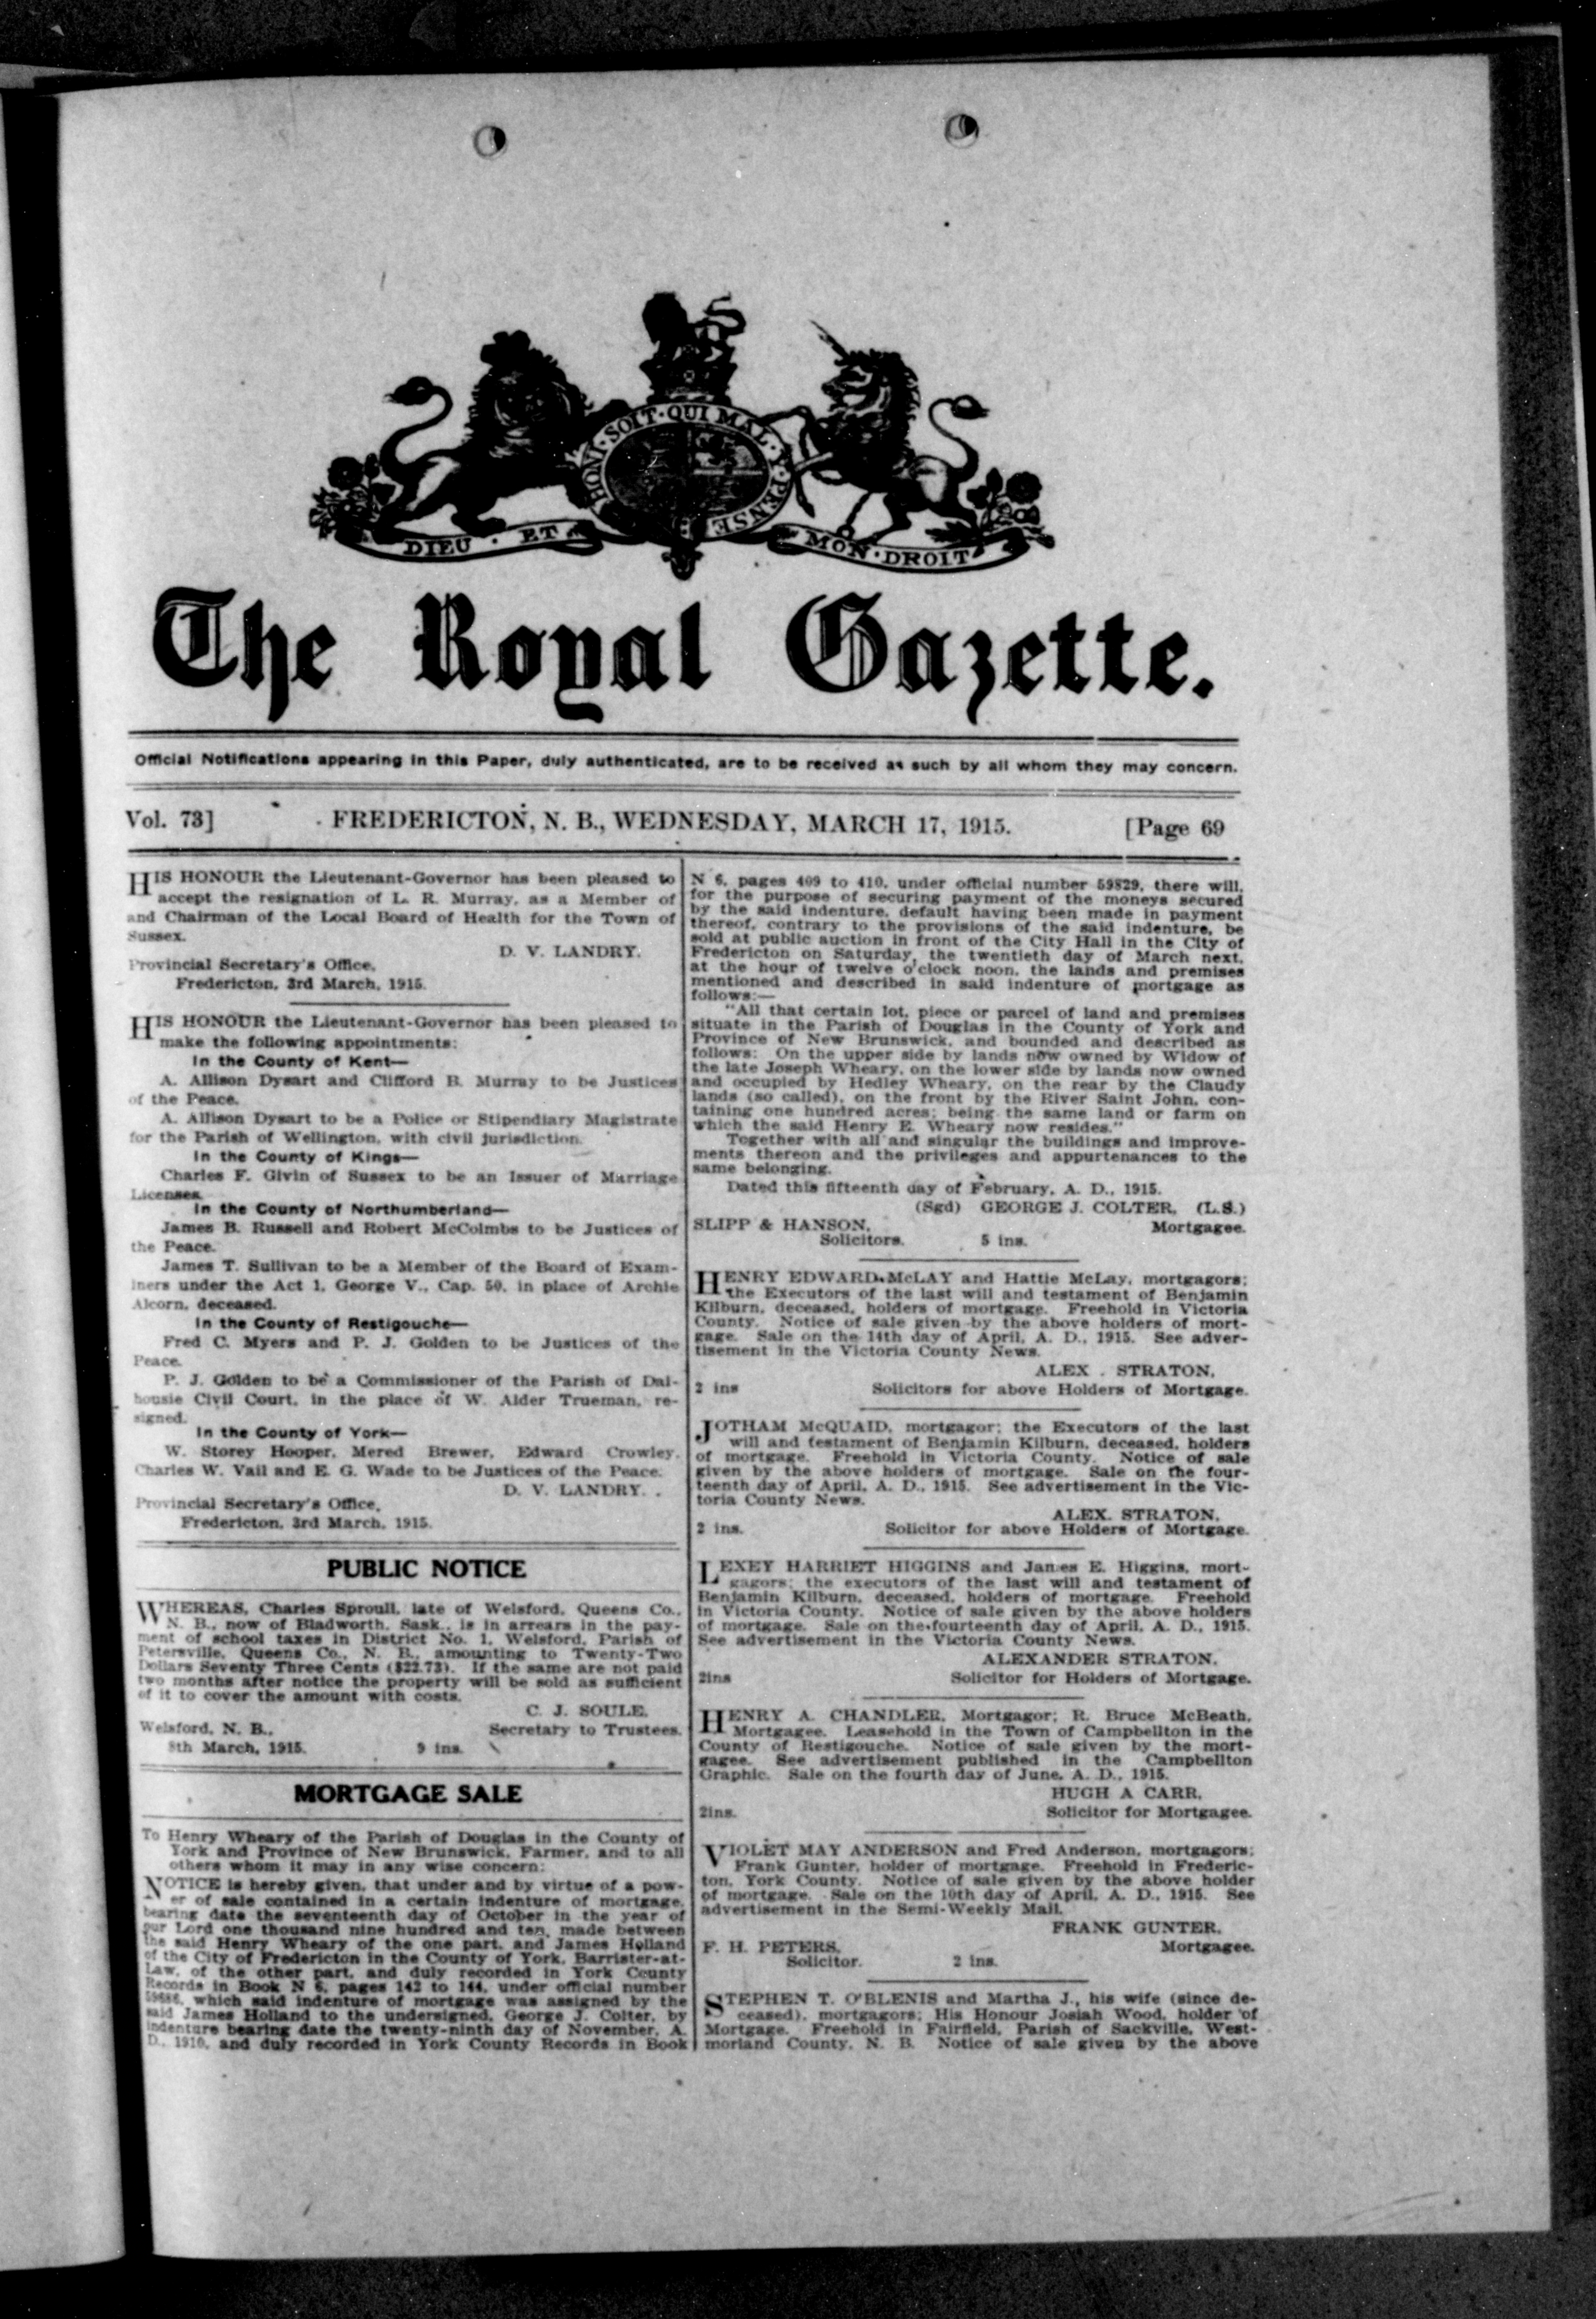 HONI·SOIT·QUI MAL·Y·PENSE
DIEU · ET MON·DROIT
The Royal Gazette.
Official Notifications appearing in this Paper, duly authenticated, are to be received as such by all whom they may concern.
Vol. 73] FREDERICTON, N. B., WEDNESDAY, MARCH 17, 1915. [Page 69
HIS HONOUR the Lieutenant-Governor has been pleased to
accept the resignation of L. R. Murray, as a Member of
and Chairman of the Local Board of Health for the Town of
Sussex.
D. V. LANDRY.
Provincial Secretary's Office,
Fredericton, 3rd March, 1915.
HIS HONOUR the Lieutenant-Governor has been pleased to
make the following appointments:
In the County of Kent—
A. Allison Dysart and Clifford B. Murray to be Justices
of the Peace.
A. Allison Dysart to be a Police or Stipendiary Magistrate
for the Parish of Wellington, with civil jurisdiction.
In the County of Kings—
Charles F. Givin of Sussex to be an Issuer of Marriage
Licenses.
In the County of Northumberland—
James B. Russell and Robert McColmbs to be Justices of
the Peace.
James T. Sullivan to be a Member of the Board of Exam-
iners under the Act 1, George V., Cap. 50, in place of Archie
Alcorn, deceased.
In the County of Restigouche—
Fred C. Myers and P. J. Golden to be Justices of the
Peace.
P. J. Golden to be a Commissioner of the Parish of Dal-
housie Civil Court, in the place of W. Alder Trueman, re-
signed.
In the County of York—
W. Storey Hooper, Mered Brewer, Edward Crowley,
Charles W. Vail and E. G. Wade to be Justices of the Peace.
D. V. LANDRY.
Provincial Secretary's Office,
Fredericton, 3rd March, 1915.
PUBLIC NOTICE
WHEREAS, Charles Sproull, late of Welsford, Queens Co.,
N. B., now of Bladworth, Sask., is in arrears in the pay-
ment of school taxes in District No. 1, Welsford, Parish of
Petersville, Queens Co., N. B., amounting to Twenty-Two
Dollars Seventy Three Cents ($22.73). If the same are not paid
two months after notice the property will be sold as sufficient
of it to cover the amount with costs.
C. J. SOULE,
Welsford, N. B., Secretary to Trustees.
8th March, 1915. 9 ins.
MORTGAGE SALE
To Henry Wheary of the Parish of Douglas in the County of
York and Province of New Brunswick, Farmer, and to all
others whom it may in any wise concern:
NOTICE is hereby given, that under and by virtue of a pow-
er of sale contained in a certain indenture of mortgage,
bearing date the seventeenth day of October in the year of
our Lord one thousand nine hundred and ten, made between
the said Henry Wheary of the one part, and James Holland
of the City of Fredericton in the County of York, Barrister-at-
Law, of the other part, and duly recorded in York County
Records in Book N 6, pages 142 to 144, under official number
which said indenture of mortgage was assigned by the
said James Holland to the undersigned, George J. Colter, by
indenture bearing date the twenty-ninth day of November, A.
D., 1910, and duly recorded in York County Records in Book
N 6, pages 409 to 410, under official number 59829, there will,
for the purpose of securing payment of the moneys secured
by the said indenture, default having been made in payment
thereof, contrary to the provisions of the said indenture, be
sold at public auction in front of the City Hall in the City of
Fredericton on Saturday, the twentieth day of March next,
at the hour of twelve o'clock noon, the lands and premises
mentioned and described in said indenture of mortgage as
follows:—
"All that certain lot, piece or parcel of land and premises
situate in the Parish of Douglas in the County of York and
Province of New Brunswick, and bounded and described as
follows: On the upper side by lands now owned by Widow of
the late Joseph Wheary, on the lower side by lands now owned
and occupied by Hedley Wheary, on the rear by the Claudy
lands (so called), on the front by the River Saint John, con-
taining one hundred acres; being the same land or farm on
which the said Henry E. Wheary now resides."
Together with all and singular the buildings and improve-
ments thereon and the privileges and appurtenances to the
same belonging.
Dated this fifteenth day of February, A. D., 1915.
(Sgd) GEORGE J. COLTER, (L.S.)
SLIPP & HANSON, Mortgagee.
Solicitors. 5 ins.
HENRY EDWARD McLAY and Hattie McLay, mortgagors;
the Executors of the last will and testament of Benjamin
Kilburn, deceased, holders of mortgage. Freehold in Victoria
County. Notice of sale given by the above holders of mort-
gage. Sale on the 14th day of April, A. D., 1915. See adver-
tisement in the Victoria County News.
ALEX . STRATON,
2 ins Solicitors for above Holders of Mortgage.
JOTHAM McQUAID, mortgagor; the Executors of the last
will and testament of Benjamin Kilburn, deceased, holders
of mortgage. Freehold in Victoria County. Notice of sale
given by the above holders of mortgage. Sale on the four-
teenth day of April, A. D., 1915. See advertisement in the Vic-
toria County News.
ALEX. STRATON,
2 ins. Solicitor for above Holders of Mortgage.
LEXEY HARRIET HIGGINS and James E. Higgins, mort-
gagors; the executors of the last will and testament of
Benjamin Kilburn, deceased, holders of mortgage. Freehold
in Victoria County. Notice of sale given by the above holders
of mortgage. Sale on the fourteenth day of April, A. D., 1915.
See advertisement in the Victoria County News.
ALEXANDER STRATON,
2ins Solicitor for Holders of Mortgage.
HENRY A. CHANDLER, Mortgagor; R. Bruce McBeath,
Mortgagee. Leasehold in the Town of Campbellton in the
County of Restigouche. Notice of sale given by the mort-
gagee. See advertisement published in the Campbellton
Graphic. Sale on the fourth day of June, A. D., 1915.
HUGH A CARR,
2ins. Solicitor for Mortgagee.
VIOLET MAY ANDERSON and Fred Anderson, mortgagors;
Frank Gunter, holder of mortgage. Freehold in Frederic-
ton, York County. Notice of sale given by the above holder
of mortgage. Sale on the 10th day of April, A. D., 1915. See
advertisement in the Semi-Weekly Mail.
FRANK GUNTER,
F. H. PETERS, Mortgagee.
Solicitor. 2 ins.
STEPHEN T. O'BLENIS and Martha J., his wife (since de-
ceased), mortgagors; His Honour Josiah Wood, holder of
Mortgage. Freehold in Fairfield, Parish of Sackville, West-
morland County, N. B. Notice of sale given by the above